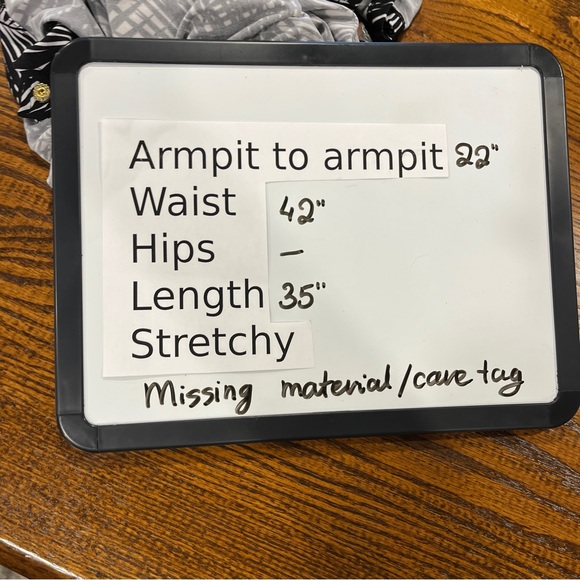 Armpit to armpit 22"
Waist 42"
Hips —
Length 35"
Stretchy
Missing material/care tag